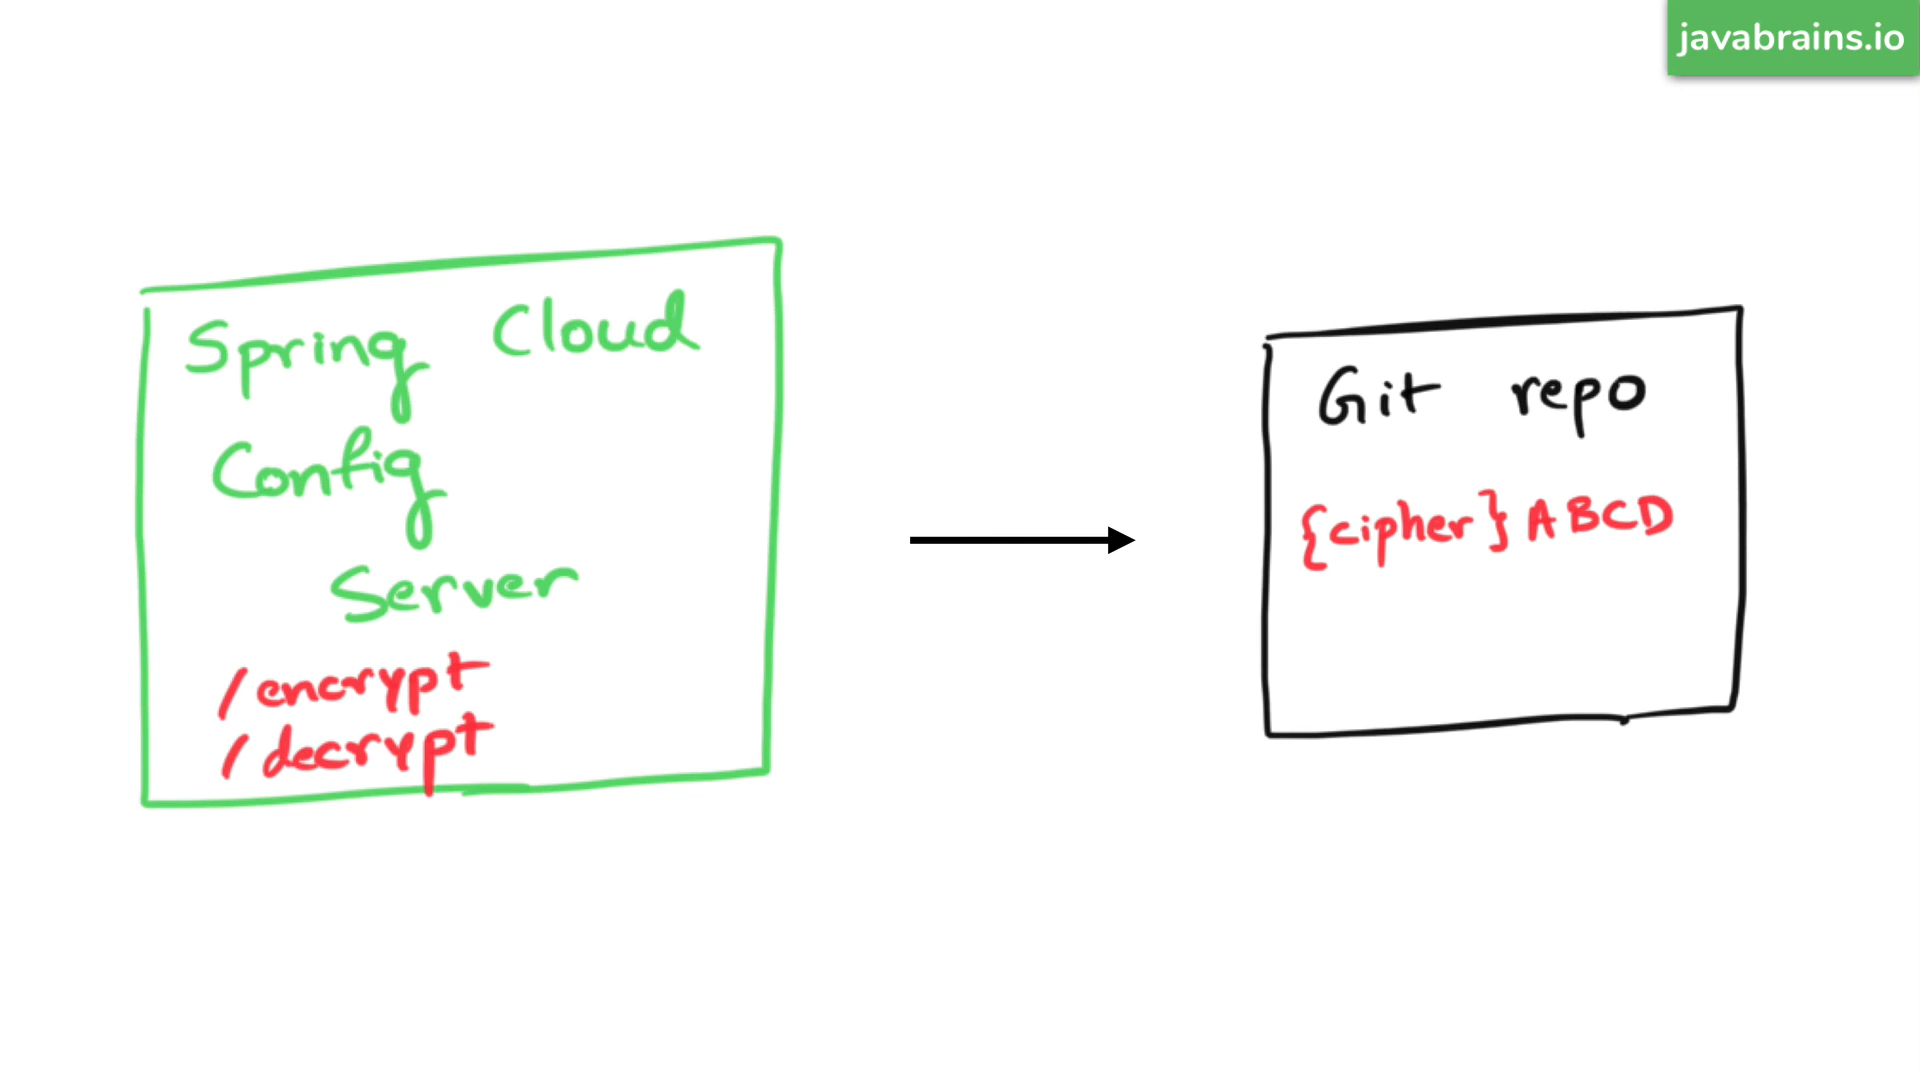 javabrains.io
Spring Cloud
Config
Server
/encrypt
/decrypt
Git repo
{cipher} ABCD